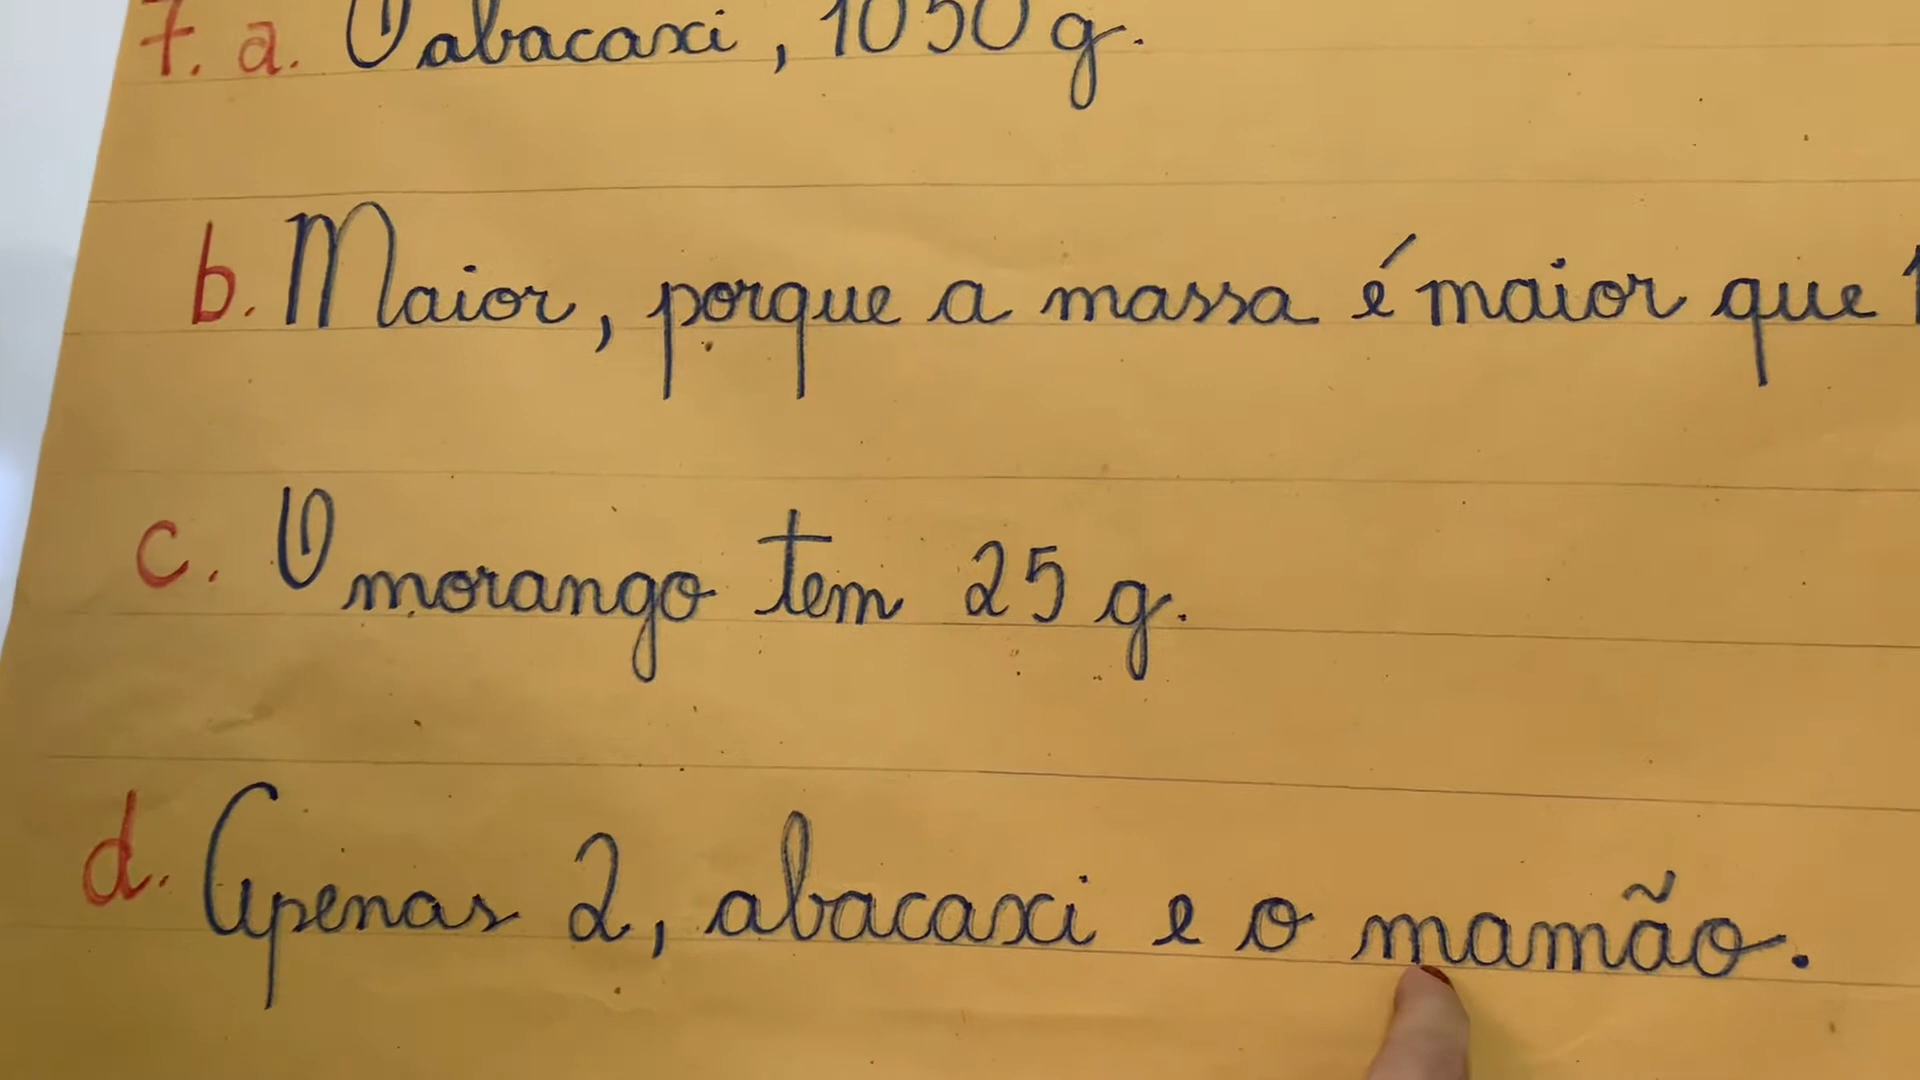 7. a. O abacaxi, 1050 g.
b. Maior, porque a massa é maior que
c. O morango tem 25 g.
d. Apenas 2, abacaxi e o mamão.